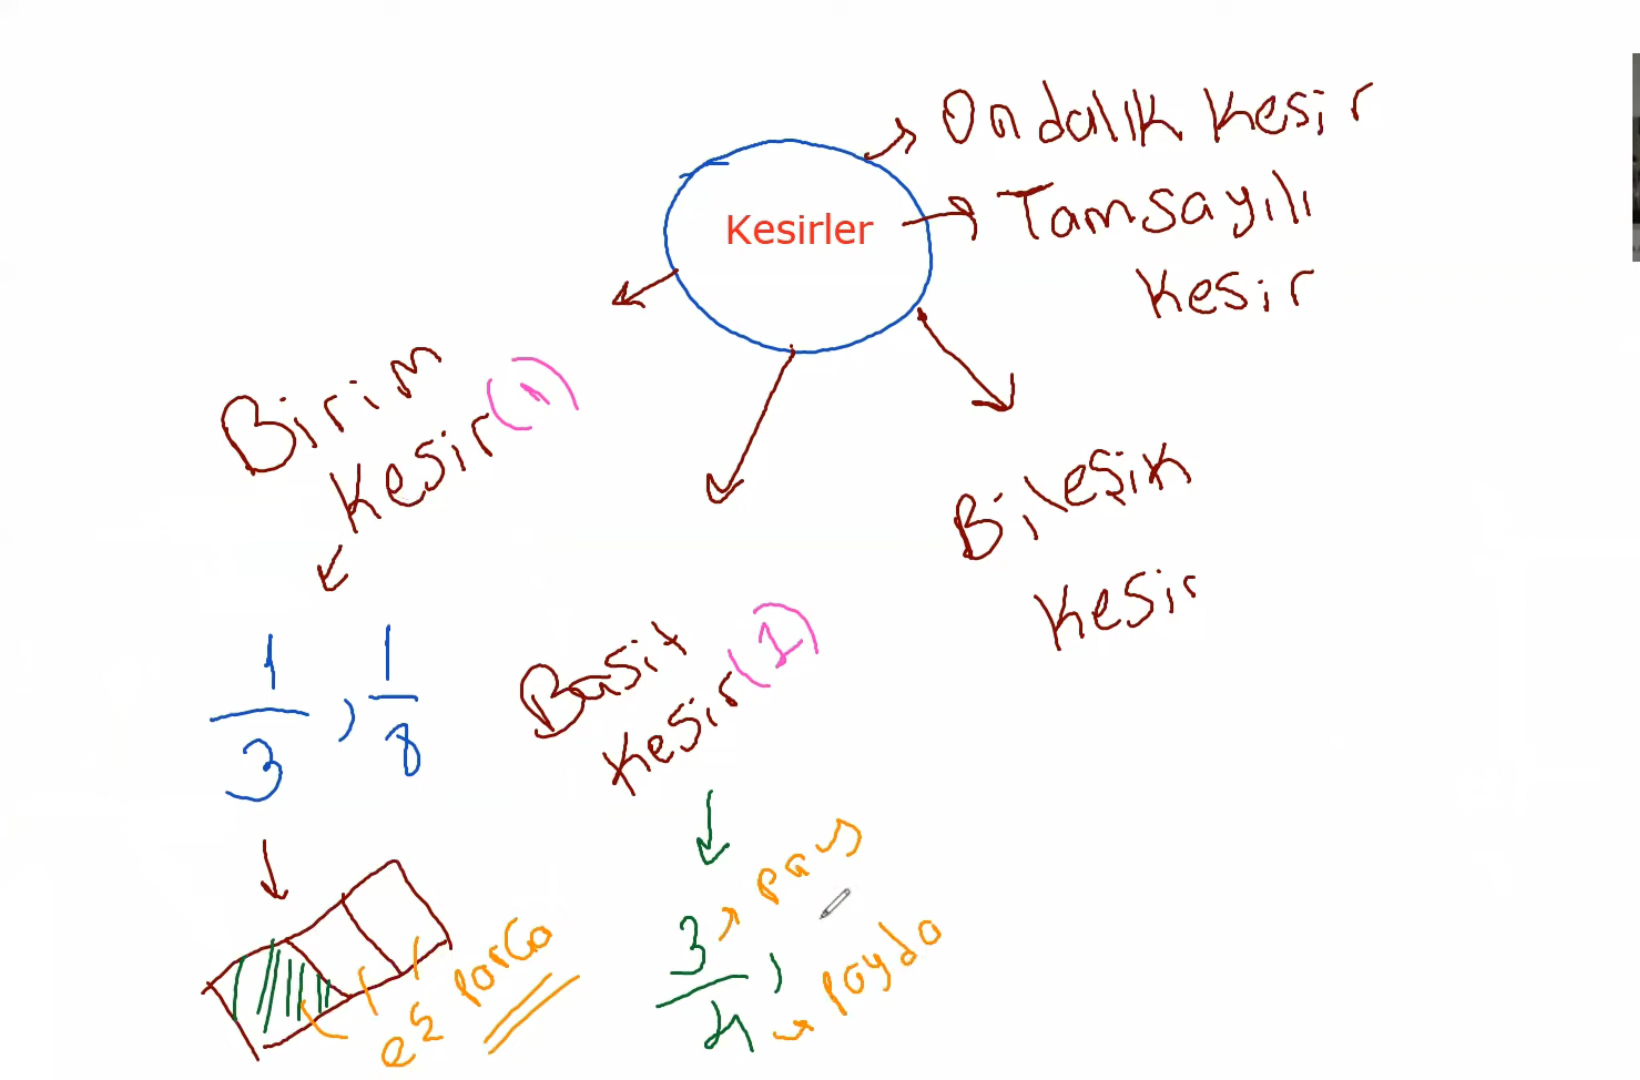 Ondalık Kesir
Kesirler
Tamsayılı
Kesir
Birim
Kesir (1)
Bileşik
Kesir
1/3 , 1/8
Basit
Kesir (2)
3/4 ,
pay
payda
eş parça